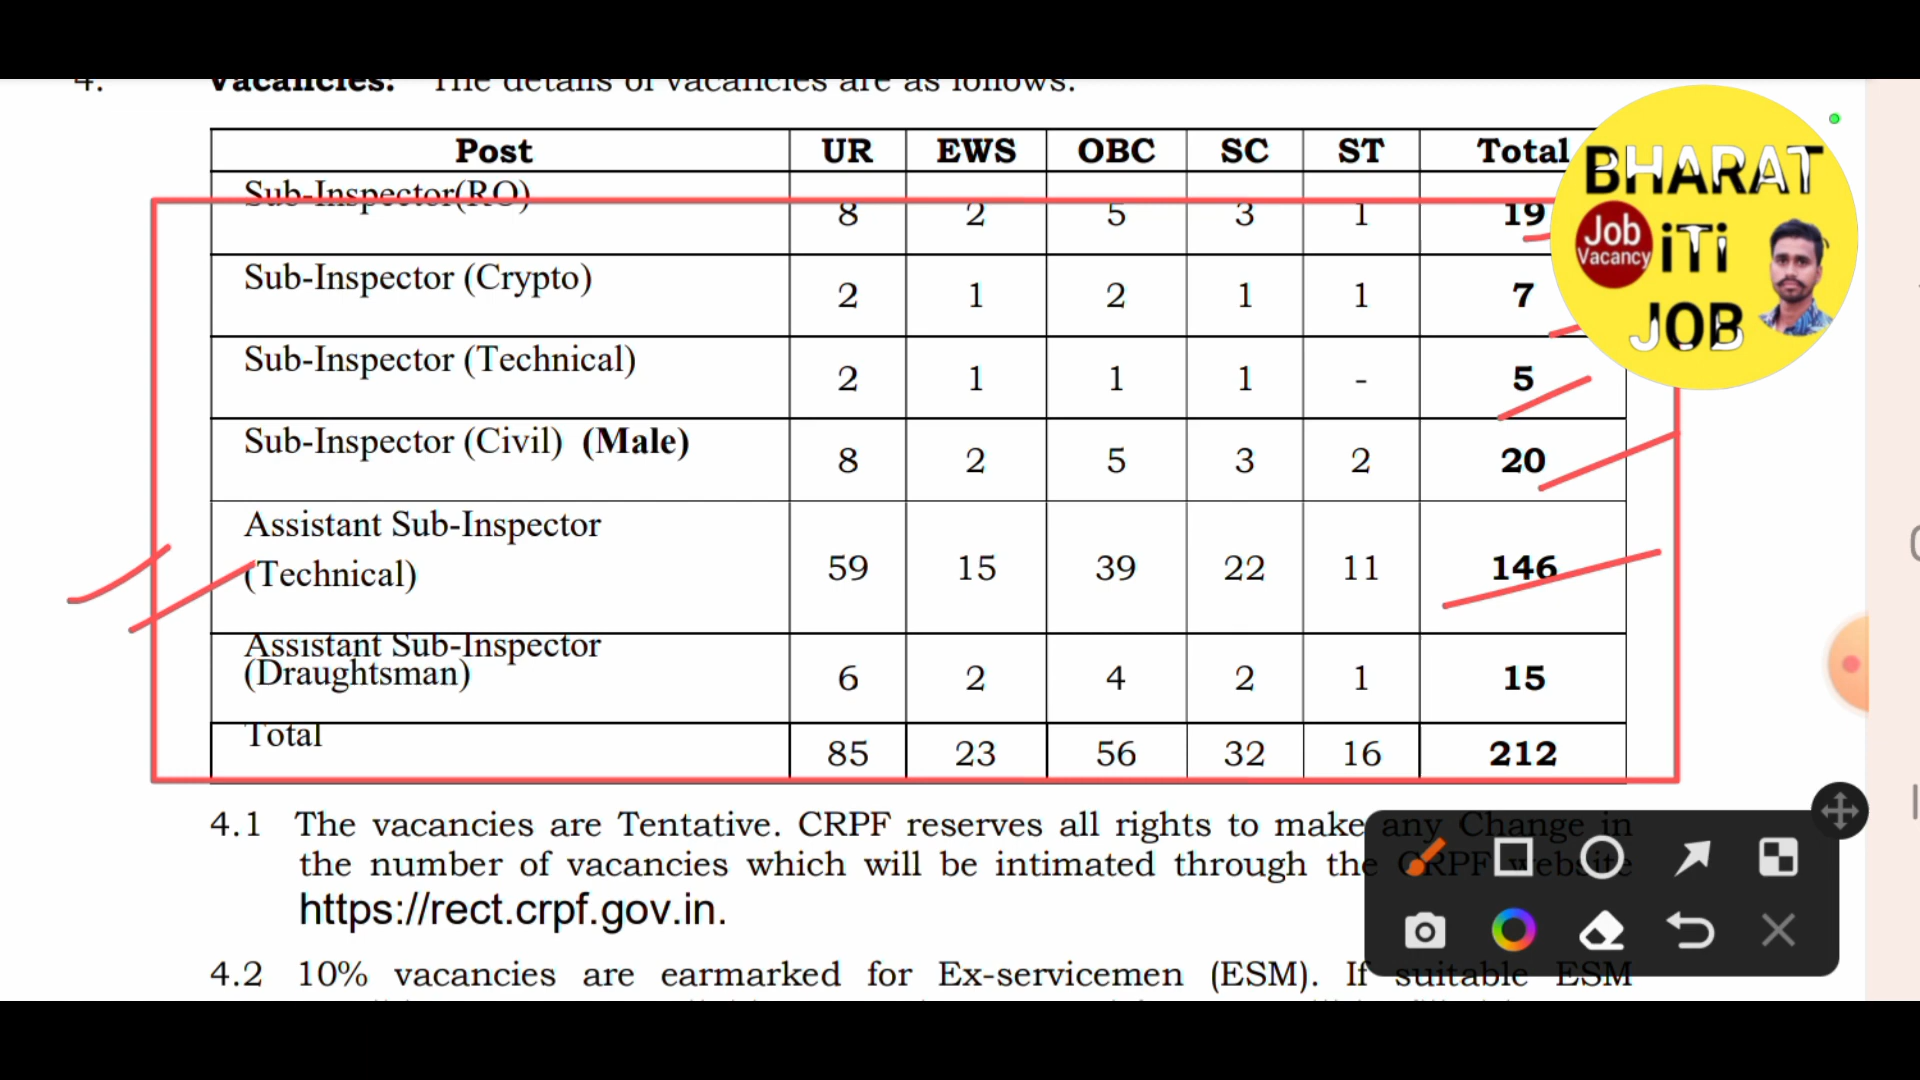 4. Vacancies: The details of vacancies are as follows:
Post UR EWS OBC SC ST Total
Sub-Inspector(RO) 8 2 5 3 1 19
Sub-Inspector (Crypto) 2 1 2 1 1 7
Sub-Inspector (Technical) 2 1 1 1 - 5
Sub-Inspector (Civil) (Male) 8 2 5 3 2 20
Assistant Sub-Inspector
(Technical) 59 15 39 22 11 146
Assistant Sub-Inspector
(Draughtsman) 6 2 4 2 1 15
Total 85 23 56 32 16 212
4.1 The vacancies are Tentative. CRPF reserves all rights to make any Change in
the number of vacancies which will be intimated through the CRPF website
https://rect.crpf.gov.in.
4.2 10% vacancies are earmarked for Ex-servicemen (ESM). If suitable ESM
BHARAT
Job
Vacancy
iTi
JOB